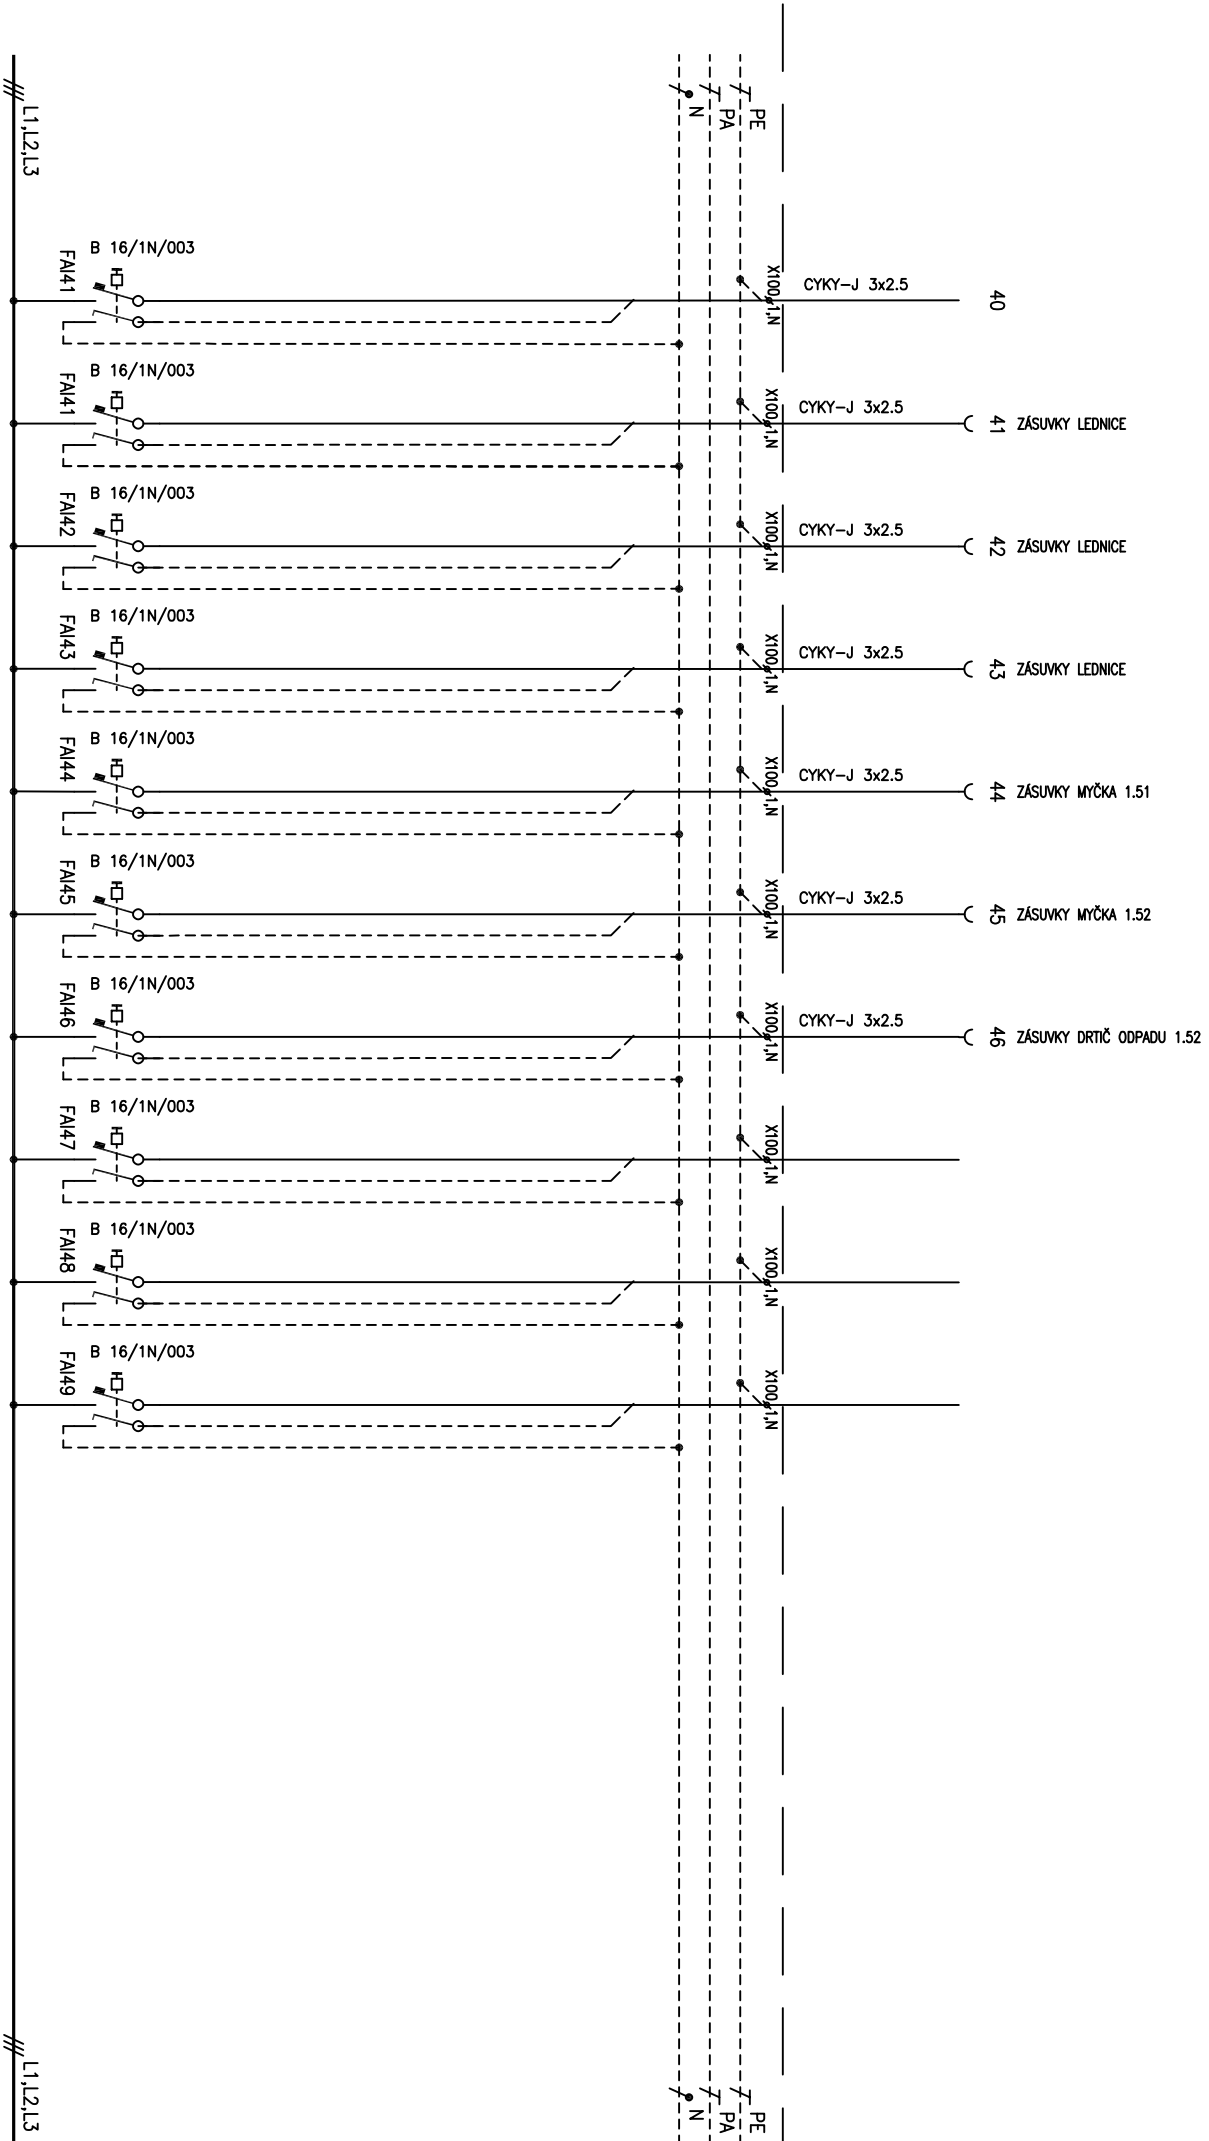 L1,L2,L3
N
PA
PE
B 16/1N/003
FAI41
X100
1,N
CYKY-J 3x2.5
40
B 16/1N/003
FAI41
X100
1,N
CYKY-J 3x2.5
41
ZÁSUVKY LEDNICE
B 16/1N/003
FAI42
X100
1,N
CYKY-J 3x2.5
42
ZÁSUVKY LEDNICE
B 16/1N/003
FAI43
X100
1,N
CYKY-J 3x2.5
43
ZÁSUVKY LEDNICE
B 16/1N/003
FAI44
X100
1,N
CYKY-J 3x2.5
44
ZÁSUVKY MYČKA 1.51
B 16/1N/003
FAI45
X100
1,N
CYKY-J 3x2.5
45
ZÁSUVKY MYČKA 1.52
B 16/1N/003
FAI46
X100
1,N
CYKY-J 3x2.5
46
ZÁSUVKY DRTIČ ODPADU 1.52
B 16/1N/003
FAI47
X100
1,N
B 16/1N/003
FAI48
X100
1,N
B 16/1N/003
FAI49
X100
1,N
L1,L2,L3
N
PA
PE